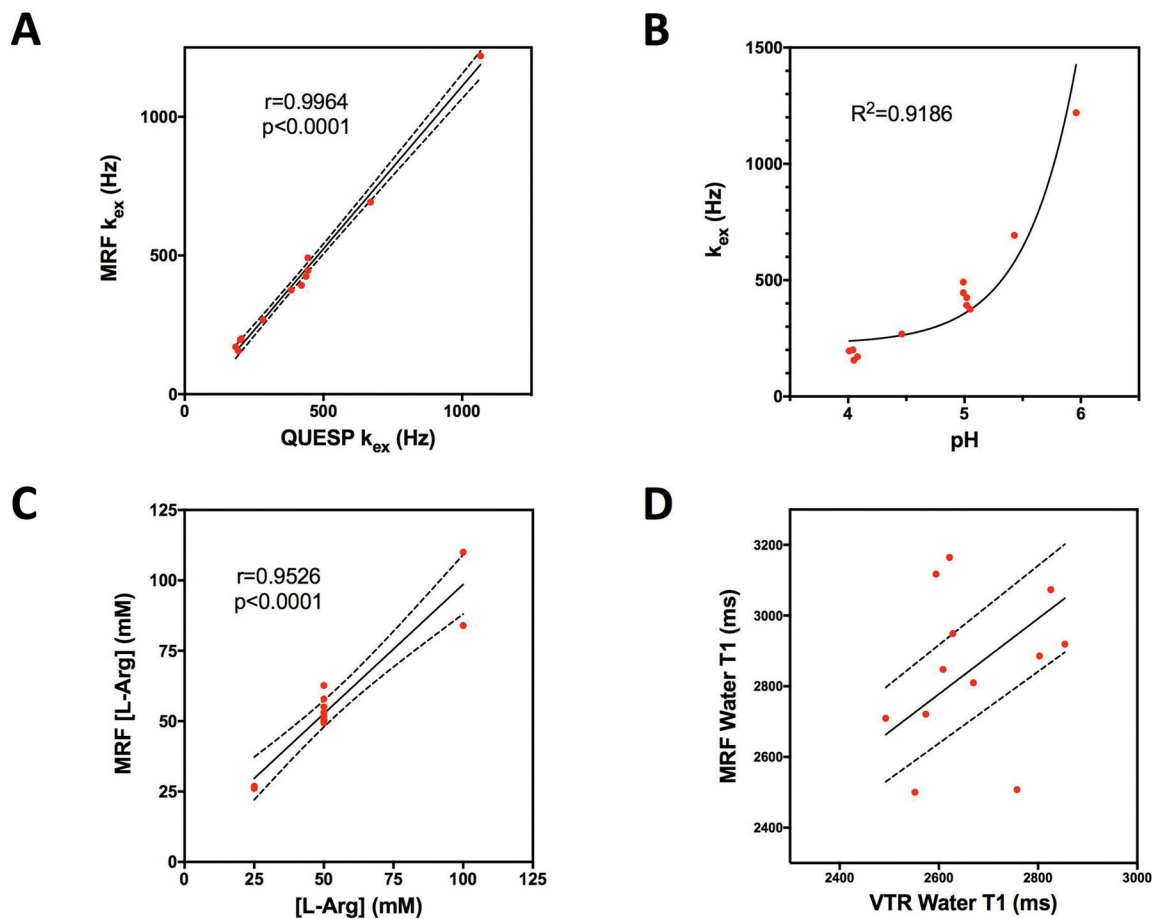 A
1000
500
0
MRF kex (Hz)
r=0.9964
p<0.0001
0
500
1000
QUESP kex (Hz)
B
1500
1000
500
0
kex (Hz)
R²=0.9186
4
5
6
pH
C
125
100
75
50
25
0
MRF [L-Arg] (mM)
r=0.9526
p<0.0001
0
25
50
75
100
125
[L-Arg] (mM)
D
3200
3000
2800
2600
2400
MRF Water T1 (ms)
2400
2600
2800
3000
VTR Water T1 (ms)